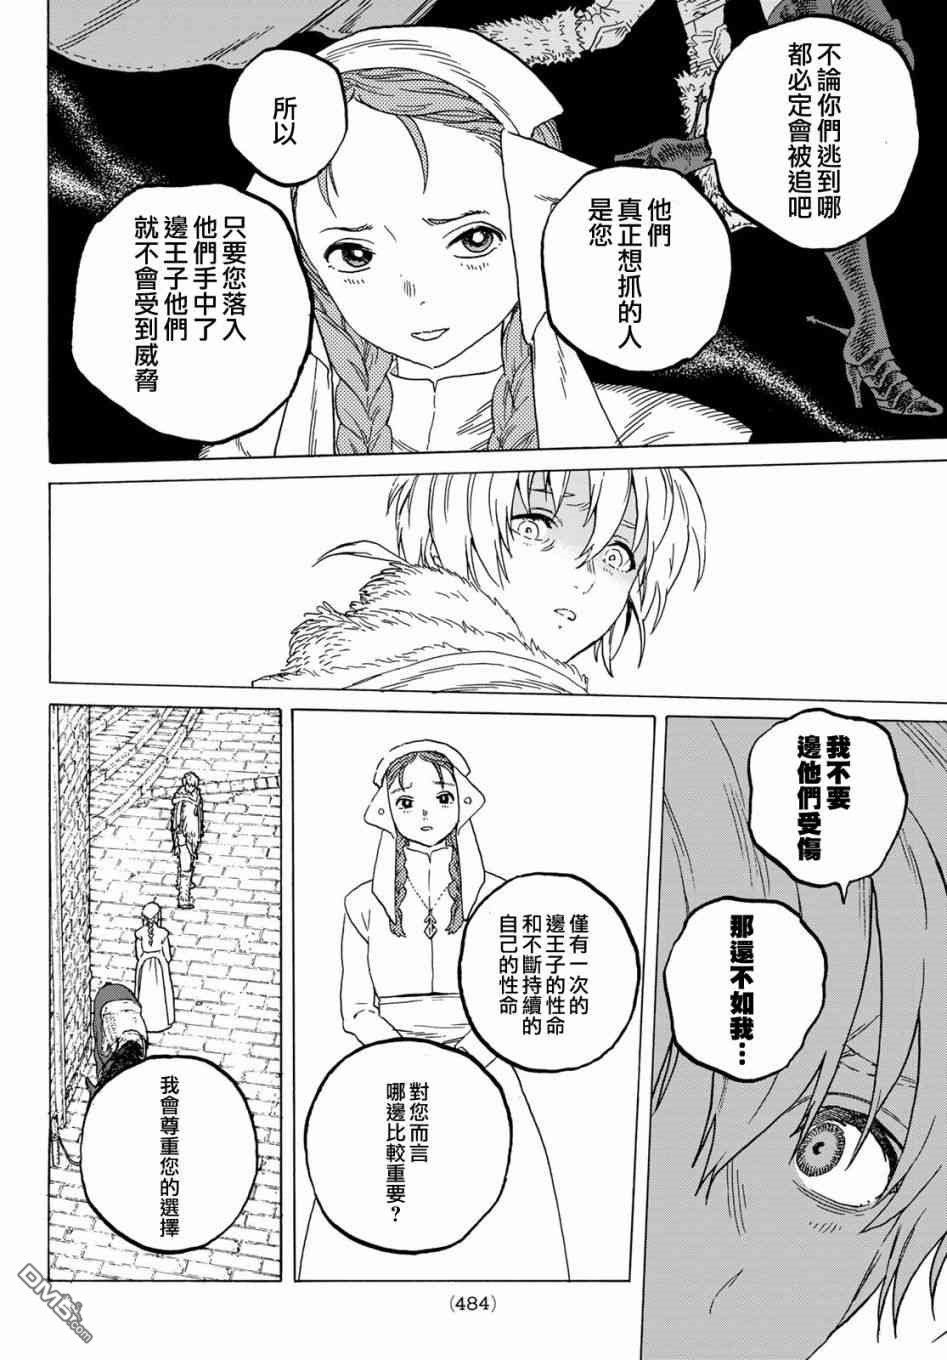 不論你們逃到哪
都必定會被追吧
他們
真正想抓的人
是您
所以
只要您落入
他們手中了
邊王子他們
就不會受到威脅
我不要
邊他們受傷
那還不如我…
僅有一次的
邊王子的性命
和不斷持續的
自己的性命
對您而言
哪邊比較重要?
我會尊重您的選擇
(484)